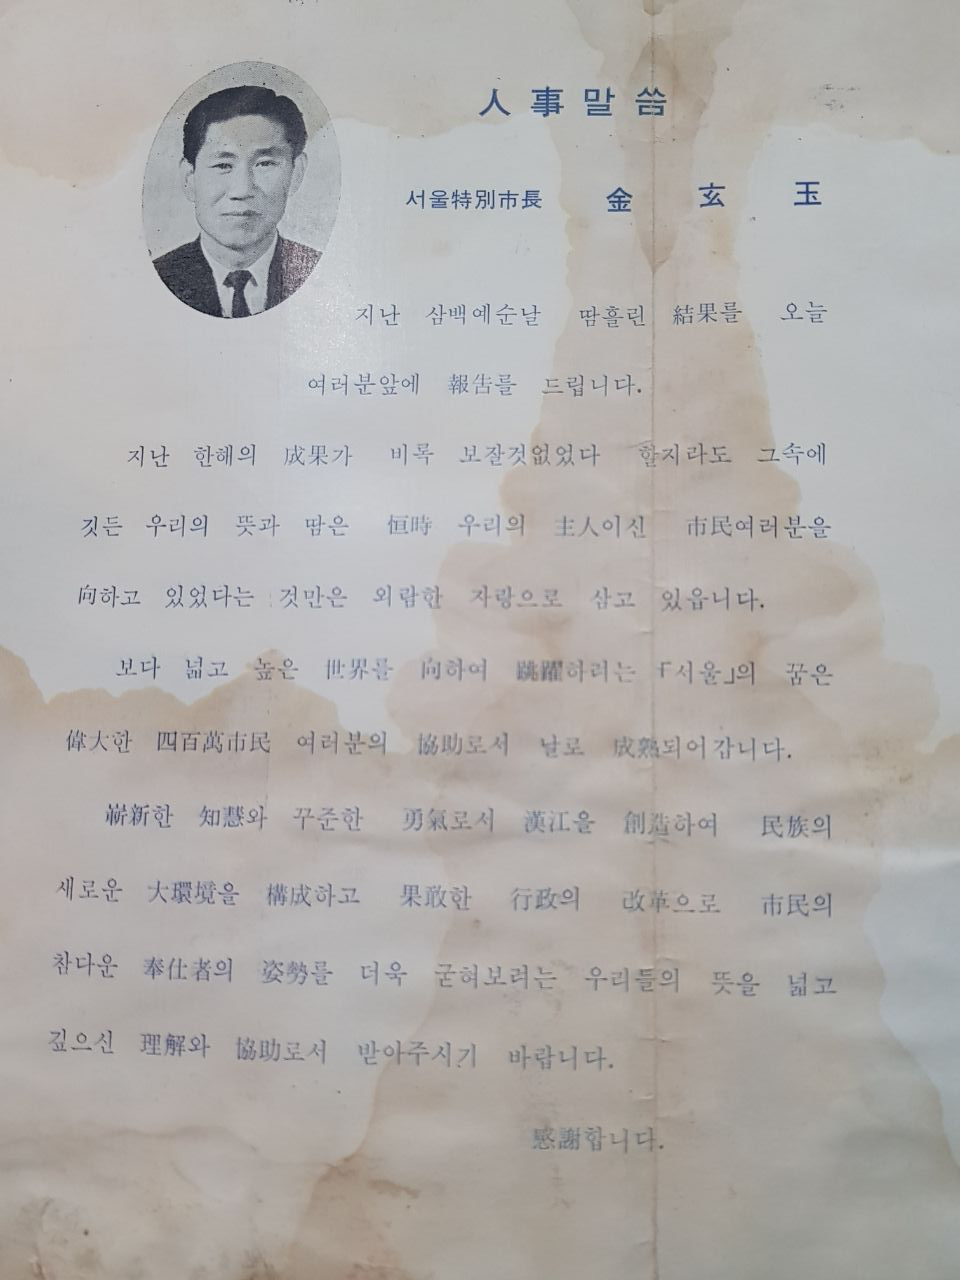 人事말씀
서울特別市長 金玄玉
지난 삼백예순날 땀흘린 結果를 오늘
여러분앞에 報告를 드립니다.
지난 한해의 成果가 비록 보잘것없었다 할지라도 그속에
깃든 우리의 뜻과 땀은 恒時 우리의 主人이신 市民여러분을
向하고 있었다는 것만은 외람한 자랑으로 삼고 있읍니다.
보다 넓고 높은 世界를 向하여 跳躍하려는 「서울」의 꿈은
偉大한 四百萬市民 여러분의 協助로서 날로 成熟되어갑니다.
嶄新한 知慧와 꾸준한 勇氣로서 漢江을 創造하여 民族의
새로운 大環境을 構成하고 果敢한 行政의 改革으로 市民의
참다운 奉仕者의 姿勢를 더욱 굳혀보려는 우리들의 뜻을 넓고
깊으신 理解와 協助로서 받아주시기 바랍니다.
感謝합니다.